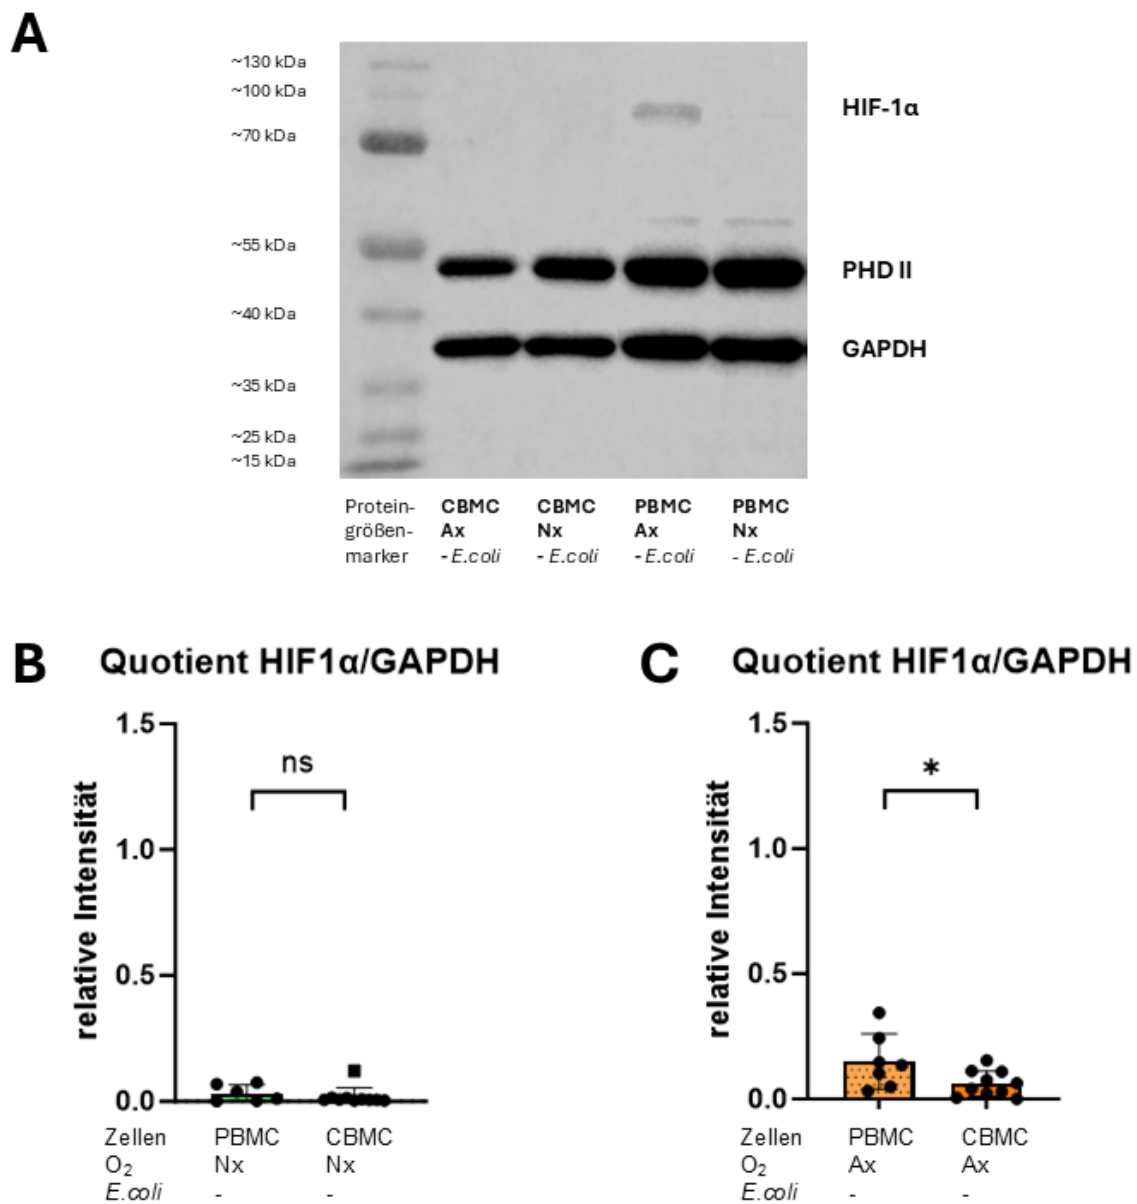 A
~130 kDa
~100 kDa
~70 kDa
~55 kDa
~40 kDa
~35 kDa
~25 kDa
~15 kDa
HIF-1α
PHD II
GAPDH
Protein- CBMC CBMC PBMC PBMC
größen- Ax Nx Ax Nx
marker - E.coli - E.coli - E.coli - E.coli
B Quotient HIF1α/GAPDH
relative Intensität
1.5
1.0
0.5
0.0
ns
Zellen PBMC CBMC
O₂ Nx Nx
E.coli - -
C Quotient HIF1α/GAPDH
relative Intensität
1.5
1.0
0.5
0.0
*
Zellen PBMC CBMC
O₂ Ax Ax
E.coli - -